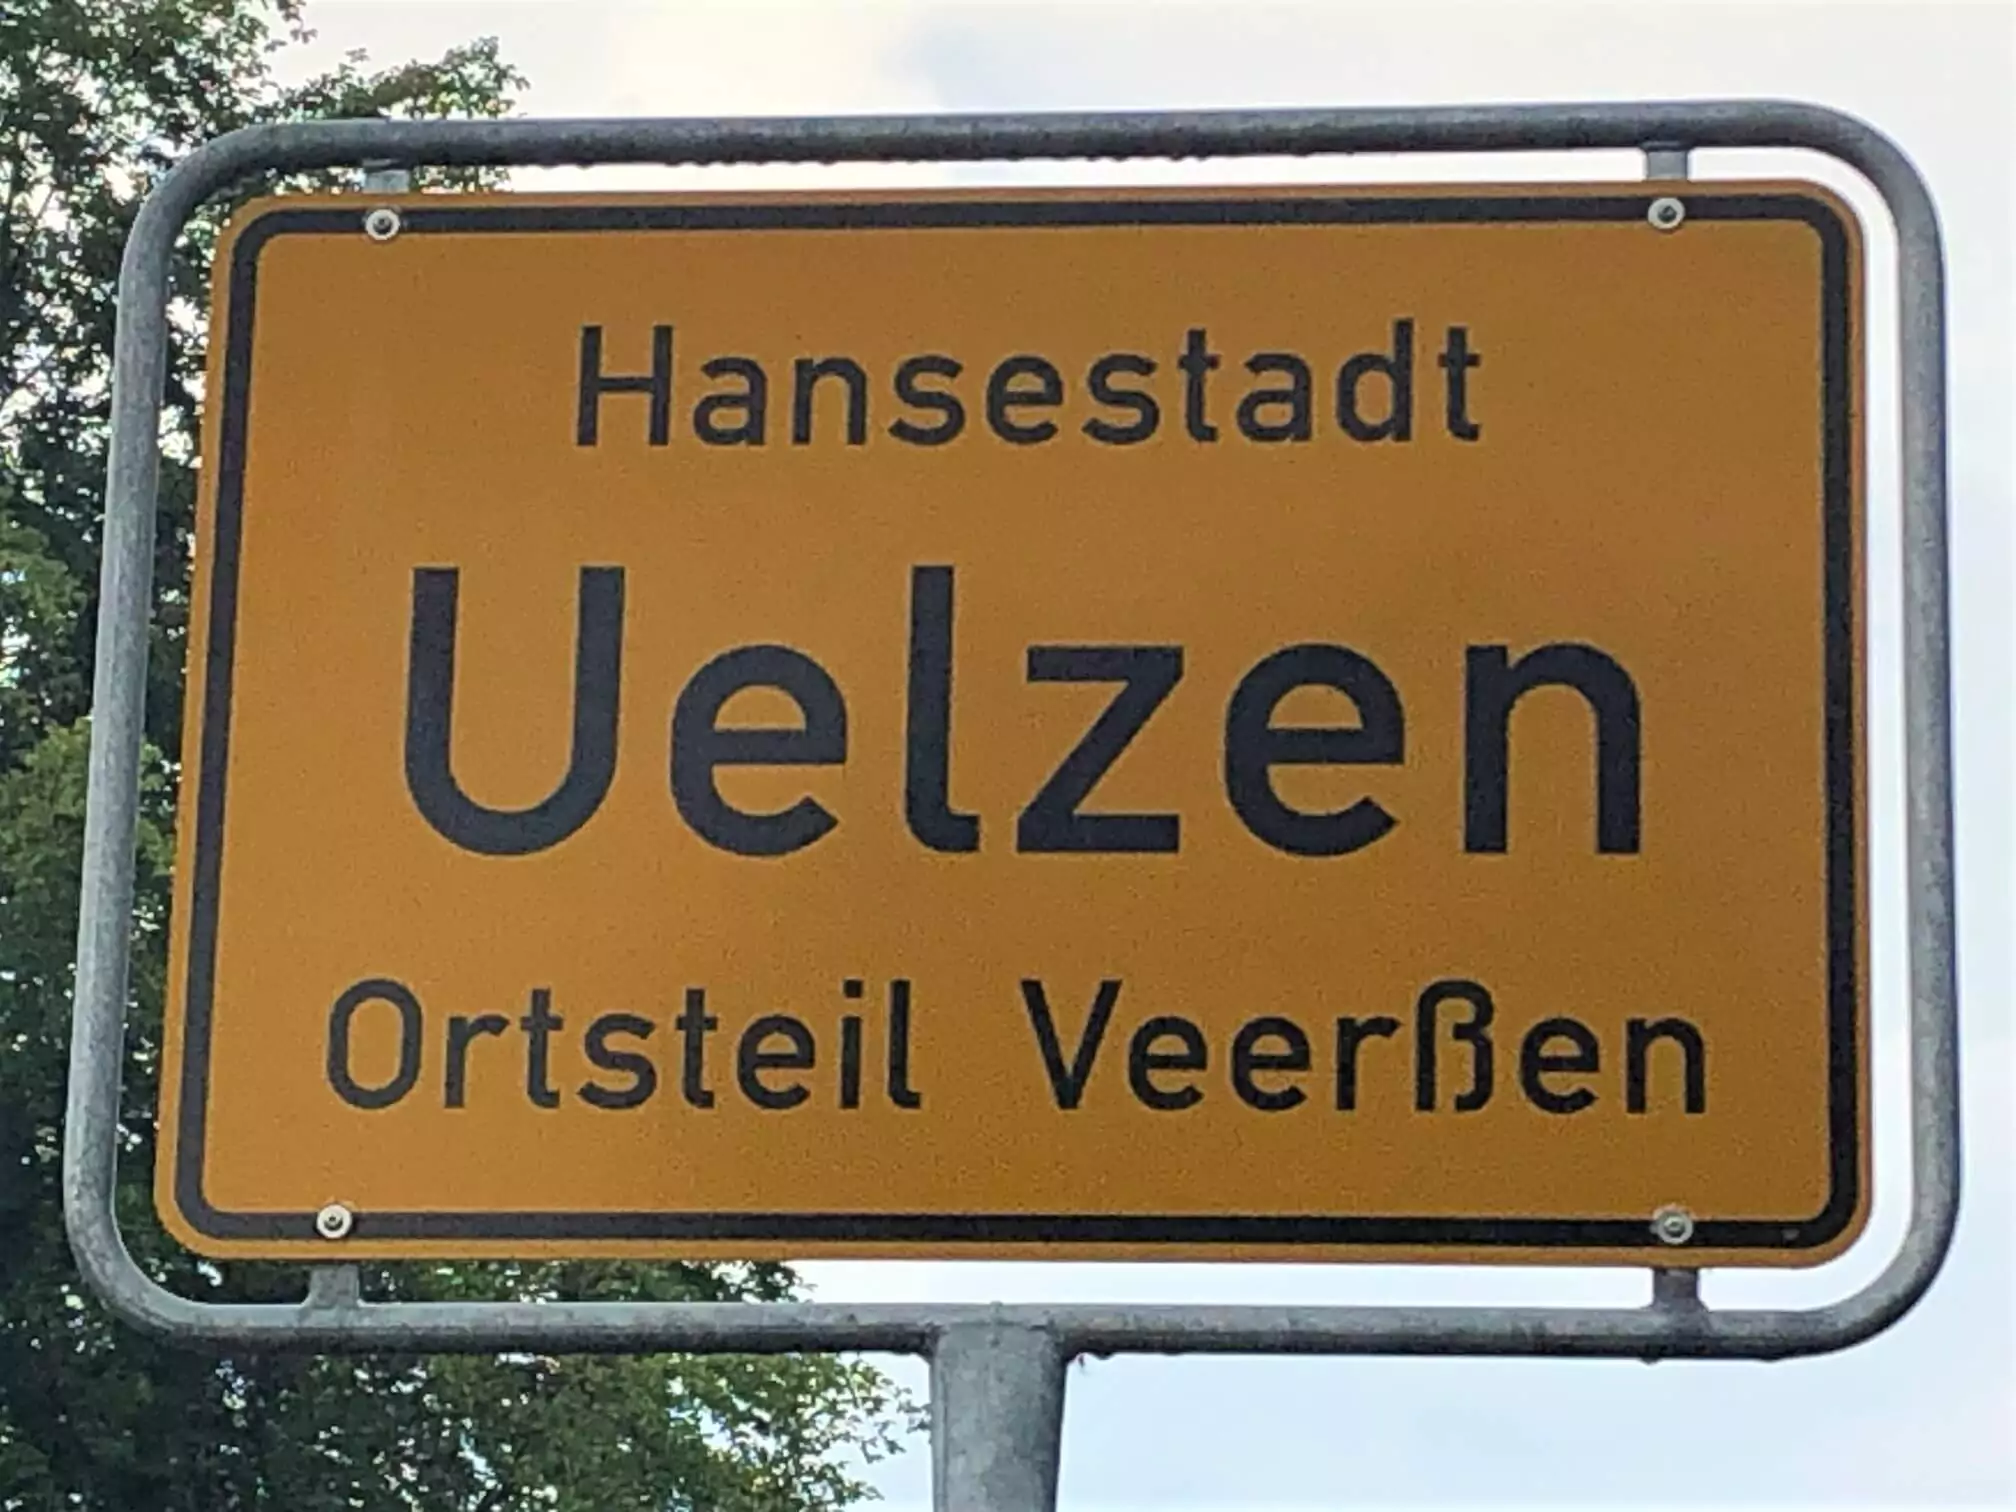 Hansestadt
Uelzen
Ortsteil Veerßen